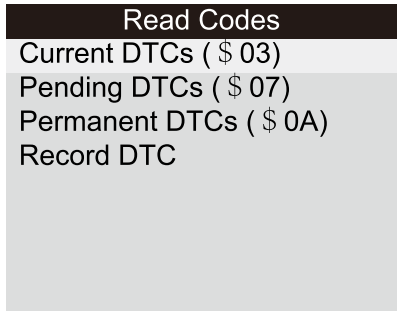 Read Codes
Current DTCs ( $ 03)
Pending DTCs ( $ 07)
Permanent DTCs ( $ 0A)
Record DTC